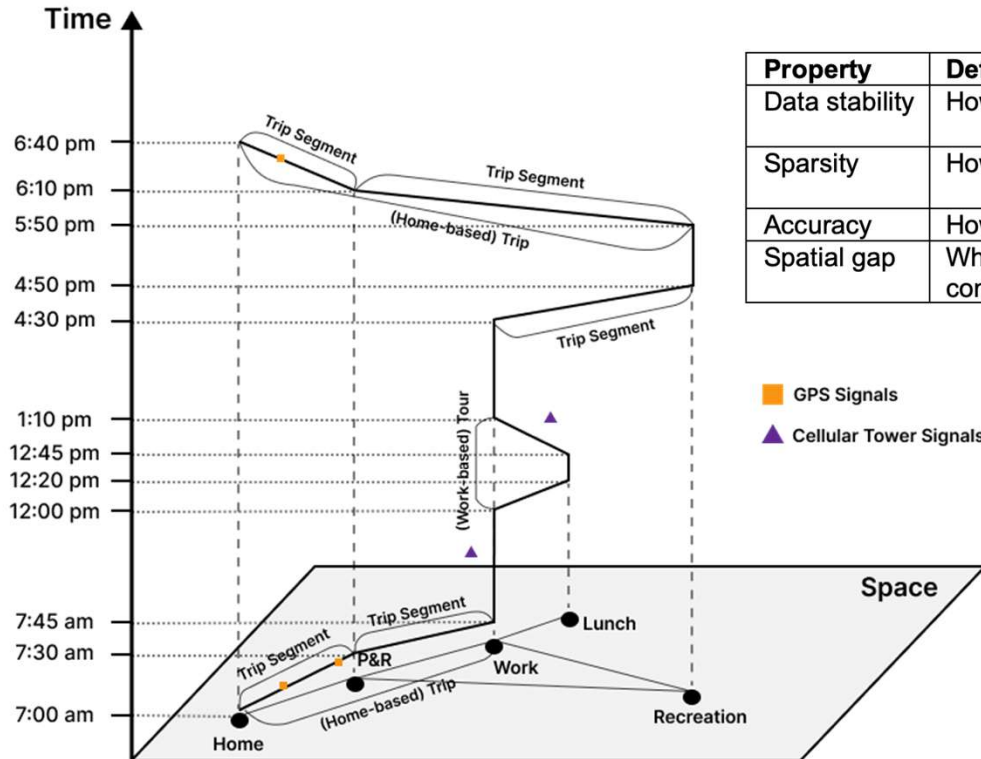 Time
Property
Data stability
Sparsity
Accuracy
Spatial gap
6:40 pm
6:10 pm
5:50 pm
4:50 pm
4:30 pm
1:10 pm
12:45 pm
12:20 pm
12:00 pm
7:45 am
7:30 am
7:00 am
Trip Segment
Trip Segment
(Home-based) Trip
Trip Segment
(Work-based) Tour
GPS Signals
Cellular Tower Signals
Space
Trip Segment
Trip Segment
(Home-based) Trip
P&R
Lunch
Work
Recreation
Home